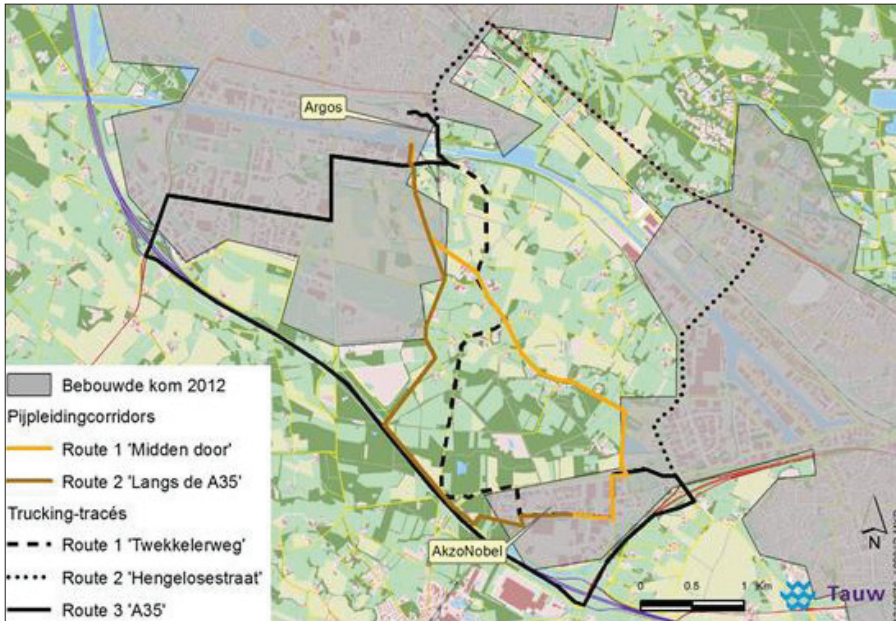 Argos
Bebouwde kom 2012
Pijpleidingcorridors
Route 1 'Midden door'
Route 2 'Langs de A35'
Trucking-tracés
Route 1 'Twekkelerweg'
Route 2 'Hengelosestraat'
Route 3 'A35'
AkzoNobel
N
0 0.5 1 Km
Tauw